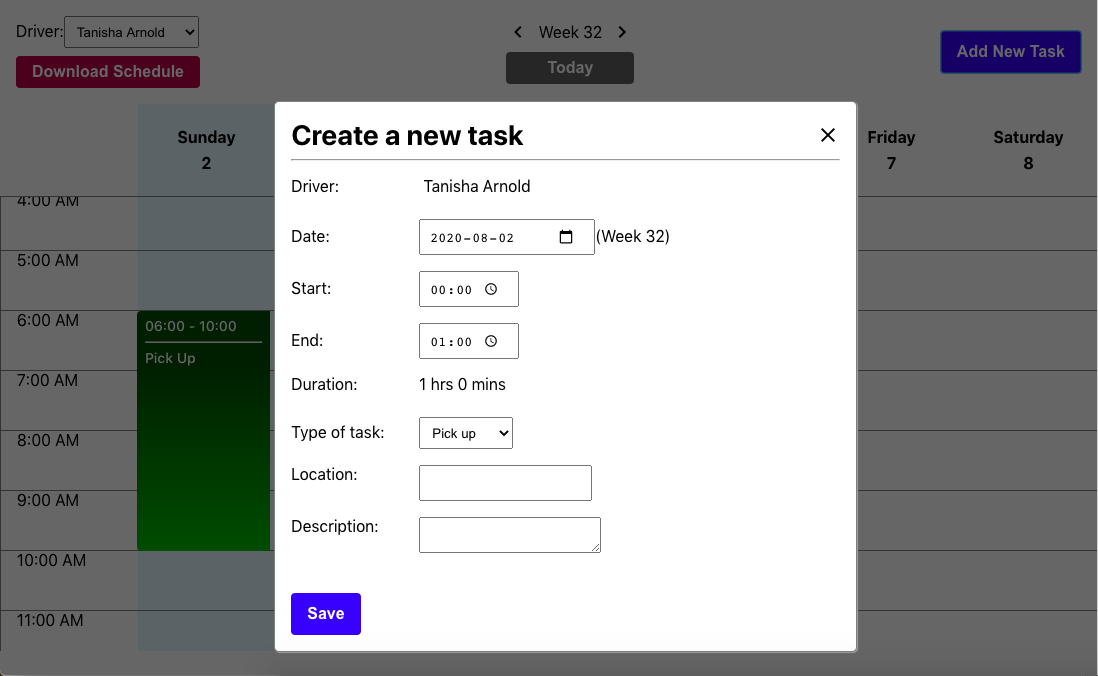 Driver: Tanisha Arnold
Week 32
Download Schedule
Today
Add New Task
Sunday
2
Friday
7
Saturday
8
4:00 AM
5:00 AM
6:00 AM
7:00 AM
8:00 AM
9:00 AM
10:00 AM
11:00 AM
06:00 - 10:00
Pick Up
Create a new task
Driver: Tanisha Arnold
Date: 2020-08-02 (Week 32)
Start: 00:00
End: 01:00
Duration: 1 hrs 0 mins
Type of task: Pick up
Location:
Description:
Save